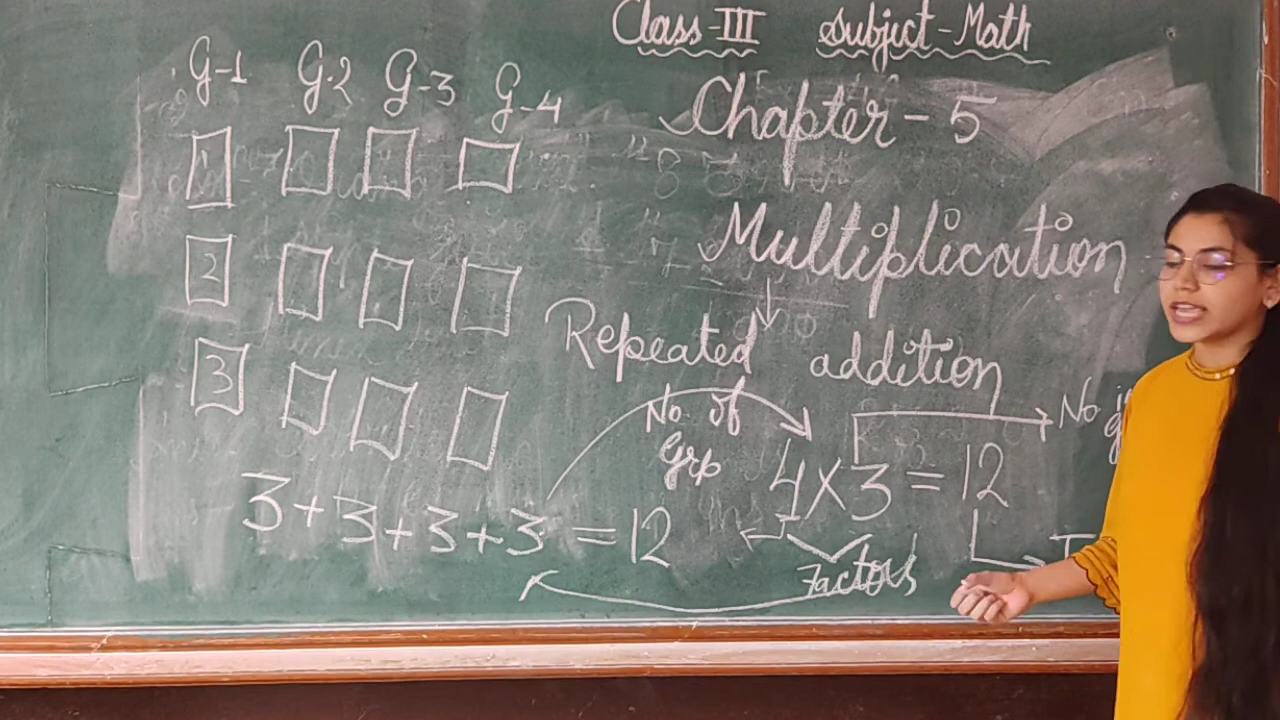 Class-III Subject-Math
G-1 G-2 G-3 G-4
Chapter-5
1
Multiplication
2
Repeated addition
3
No. of
grp
No
4×3=12
3+3+3+3=12
Factors